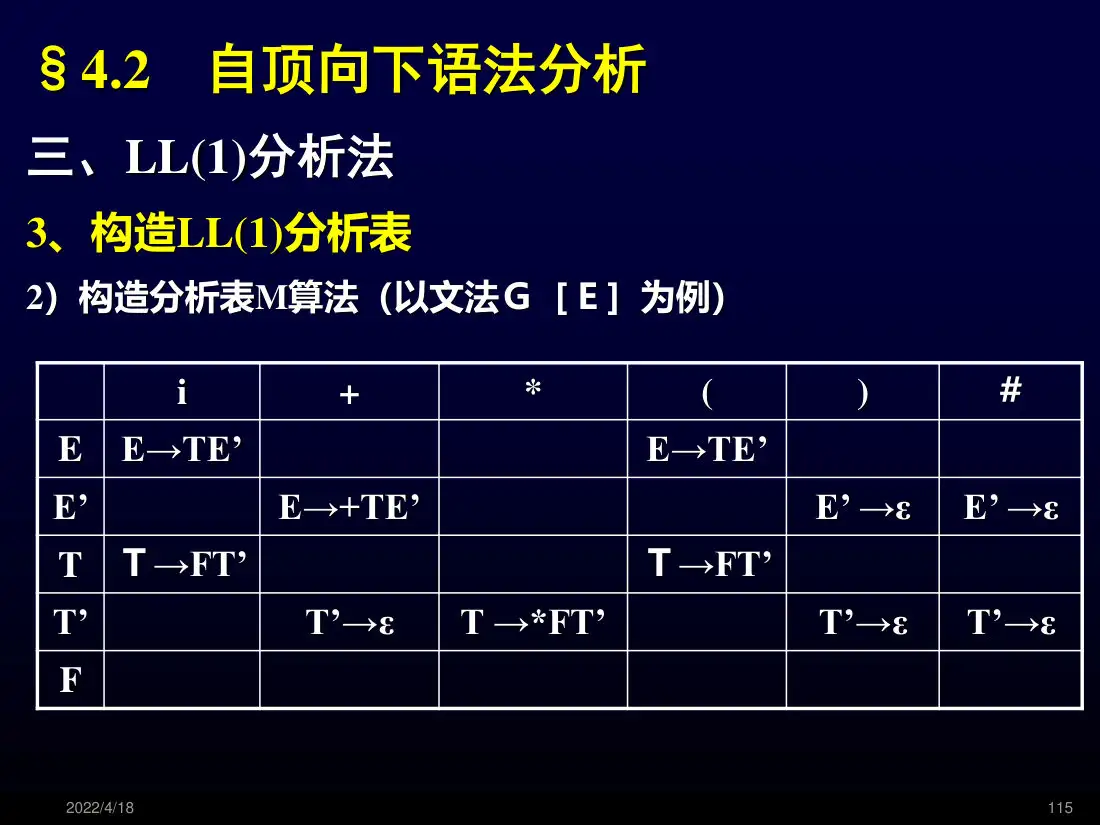 §4.2 自顶向下语法分析
三、LL(1)分析法
3、构造LL(1)分析表
2）构造分析表M算法（以文法G［E］为例）
i + * ( ) #
E E→TE’ E→TE’
E’ E→+TE’ E’ →ε E’ →ε
T T →FT’ T →FT’
T’ T’→ε T →*FT’ T’→ε T’→ε
F
2022/4/18 115